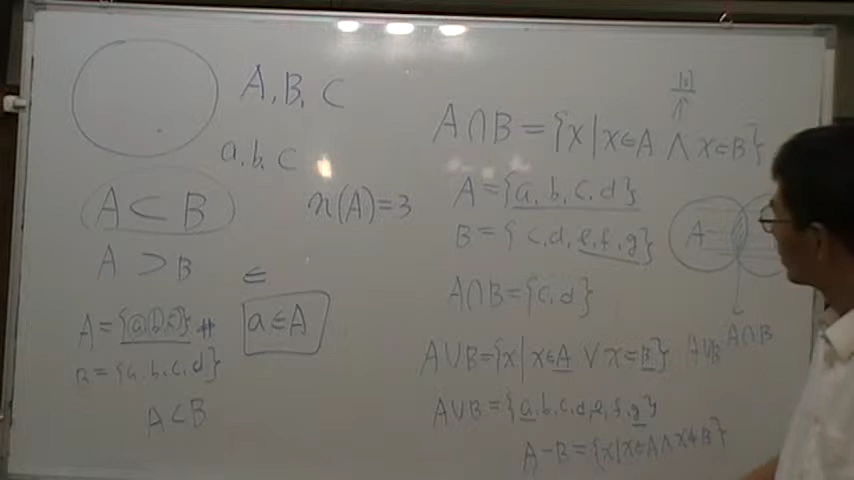 A, B, C
a, b, c
A ⊂ B
n(A)=3
A > B
∈
A={a,b,c}
a∈A
B={a,b,c,d}
A⊂B
A∩B={x|x∈A ∧ x∈B}
A={a,b,c,d}
B={c,d,e,f,g}
A∩B={c,d}
A∪B={x|x∈A ∨ x∈B}
A∪B={a,b,c,d,e,f,g}
A-B={x|x∈A∧x∉B}
A
A∩B
A∪B